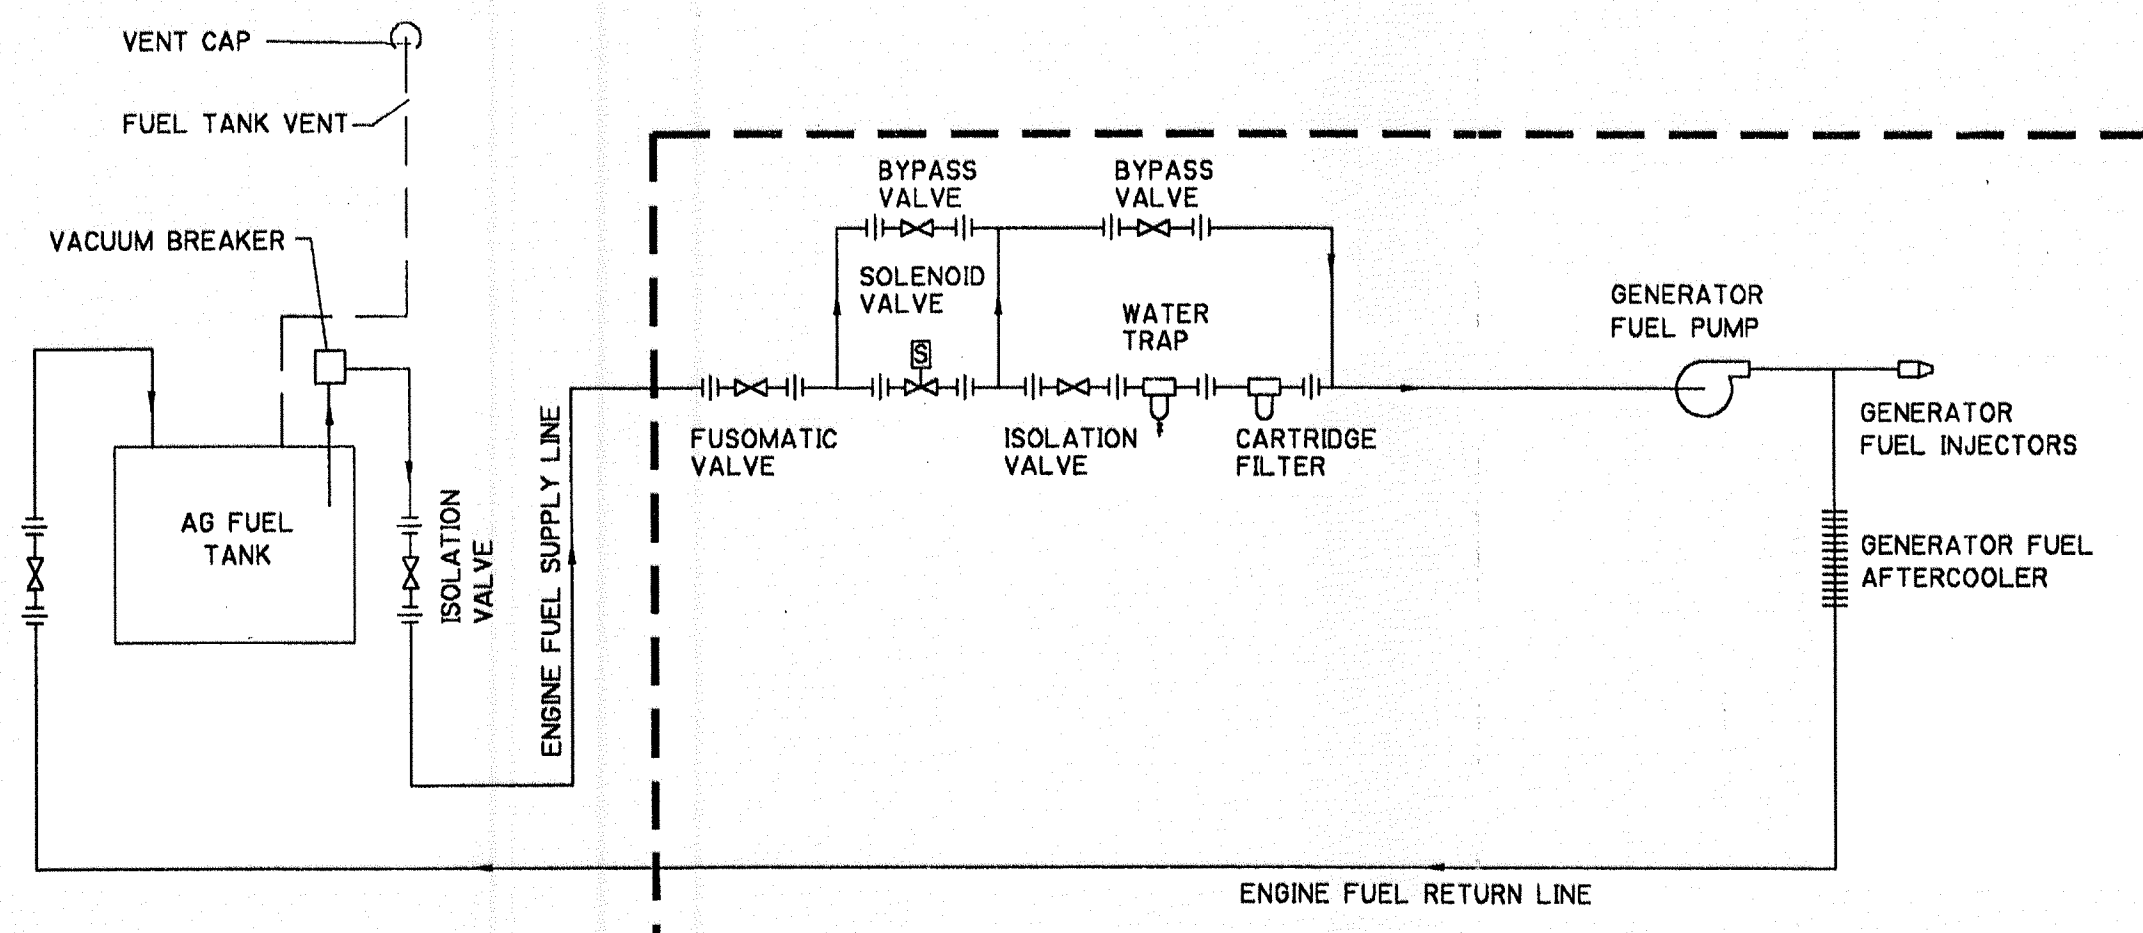 VENT CAP
FUEL TANK VENT
VACUUM BREAKER
AG FUEL
TANK
ISOLATION
VALVE
ENGINE FUEL SUPPLY LINE
BYPASS
VALVE
BYPASS
VALVE
SOLENOID
VALVE
S
WATER
TRAP
FUSOMATIC
VALVE
ISOLATION
VALVE
CARTRIDGE
FILTER
GENERATOR
FUEL PUMP
GENERATOR
FUEL INJECTORS
GENERATOR FUEL
AFTERCOOLER
ENGINE FUEL RETURN LINE